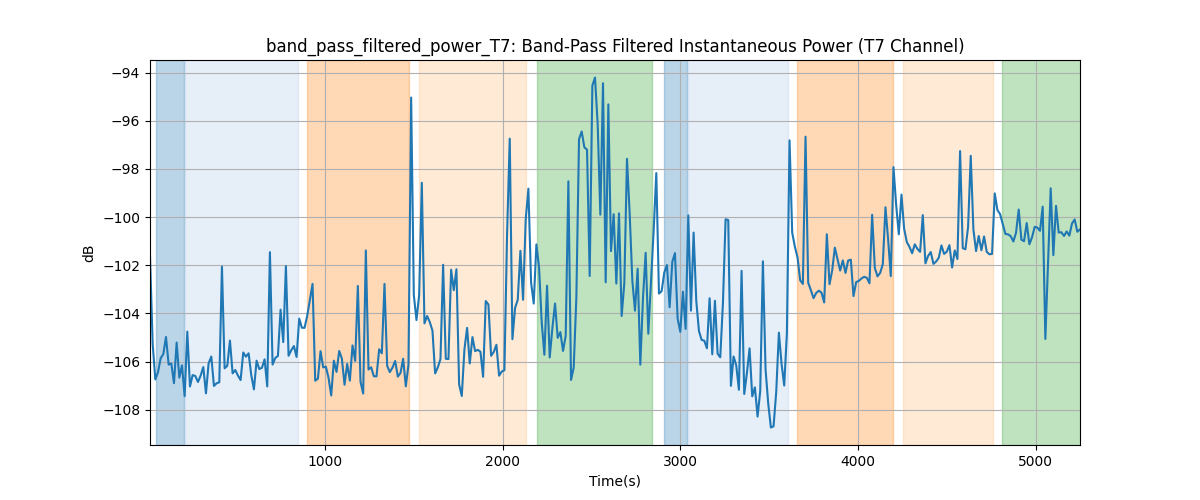 band_pass_filtered_power_T7: Band-Pass Filtered Instantaneous Power (T7 Channel)
−94
−96
−98
−100
−102
−104
−106
−108
dB
1000 2000 3000 4000 5000
Time(s)